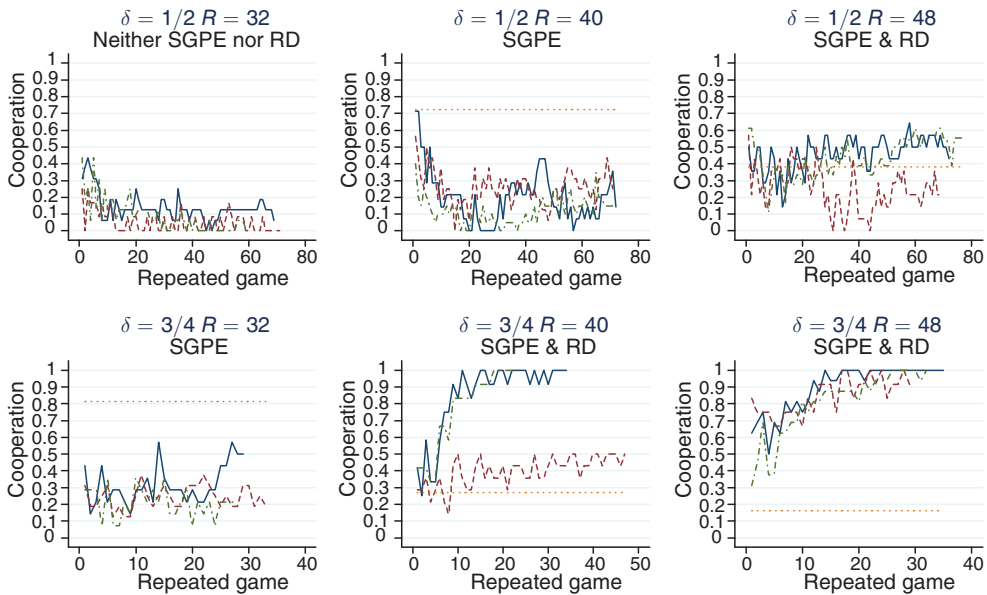 δ = 1/2 R = 32
Neither SGPE nor RD
Cooperation
1
0.9
0.8
0.7
0.6
0.5
0.4
0.3
0.2
0.1
0
0 20 40 60 80
Repeated game
δ = 1/2 R = 40
SGPE
Cooperation
1
0.9
0.8
0.7
0.6
0.5
0.4
0.3
0.2
0.1
0
0 20 40 60 80
Repeated game
δ = 1/2 R = 48
SGPE & RD
Cooperation
1
0.9
0.8
0.7
0.6
0.5
0.4
0.3
0.2
0.1
0
0 20 40 60 80
Repeated game
δ = 3/4 R = 32
SGPE
Cooperation
1
0.9
0.8
0.7
0.6
0.5
0.4
0.3
0.2
0.1
0
0 10 20 30 40
Repeated game
δ = 3/4 R = 40
SGPE & RD
Cooperation
1
0.9
0.8
0.7
0.6
0.5
0.4
0.3
0.2
0.1
0
0 10 20 30 40 50
Repeated game
δ = 3/4 R = 48
SGPE & RD
Cooperation
1
0.9
0.8
0.7
0.6
0.5
0.4
0.3
0.2
0.1
0
0 10 20 30 40
Repeated game